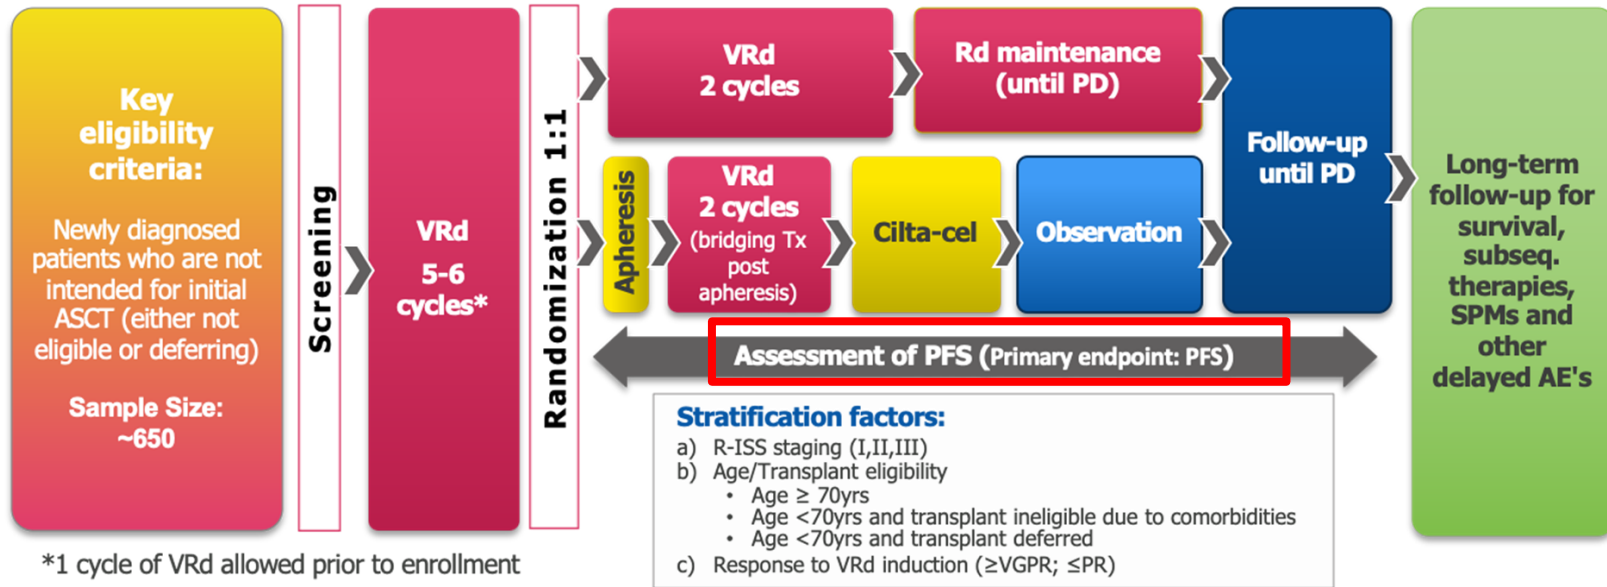 Key
eligibility
criteria:
Newly diagnosed
patients who are not
intended for initial
ASCT (either not
eligible or deferring)
Sample Size:
~650
Screening
VRd
5-6
cycles*
Randomization 1:1
VRd
2 cycles
Rd maintenance
(until PD)
Apheresis
VRd
2 cycles
(bridging Tx
post
apheresis)
Cilta-cel
Observation
Follow-up
until PD
Long-term
follow-up for
survival,
subseq.
therapies,
SPMs and
other
delayed AE's
Assessment of PFS (Primary endpoint: PFS)
Stratification factors:
a) R-ISS staging (I,II,III)
b) Age/Transplant eligibility
• Age ≥ 70yrs
• Age <70yrs and transplant ineligible due to comorbidities
• Age <70yrs and transplant deferred
c) Response to VRd induction (≥VGPR; ≤PR)
*1 cycle of VRd allowed prior to enrollment